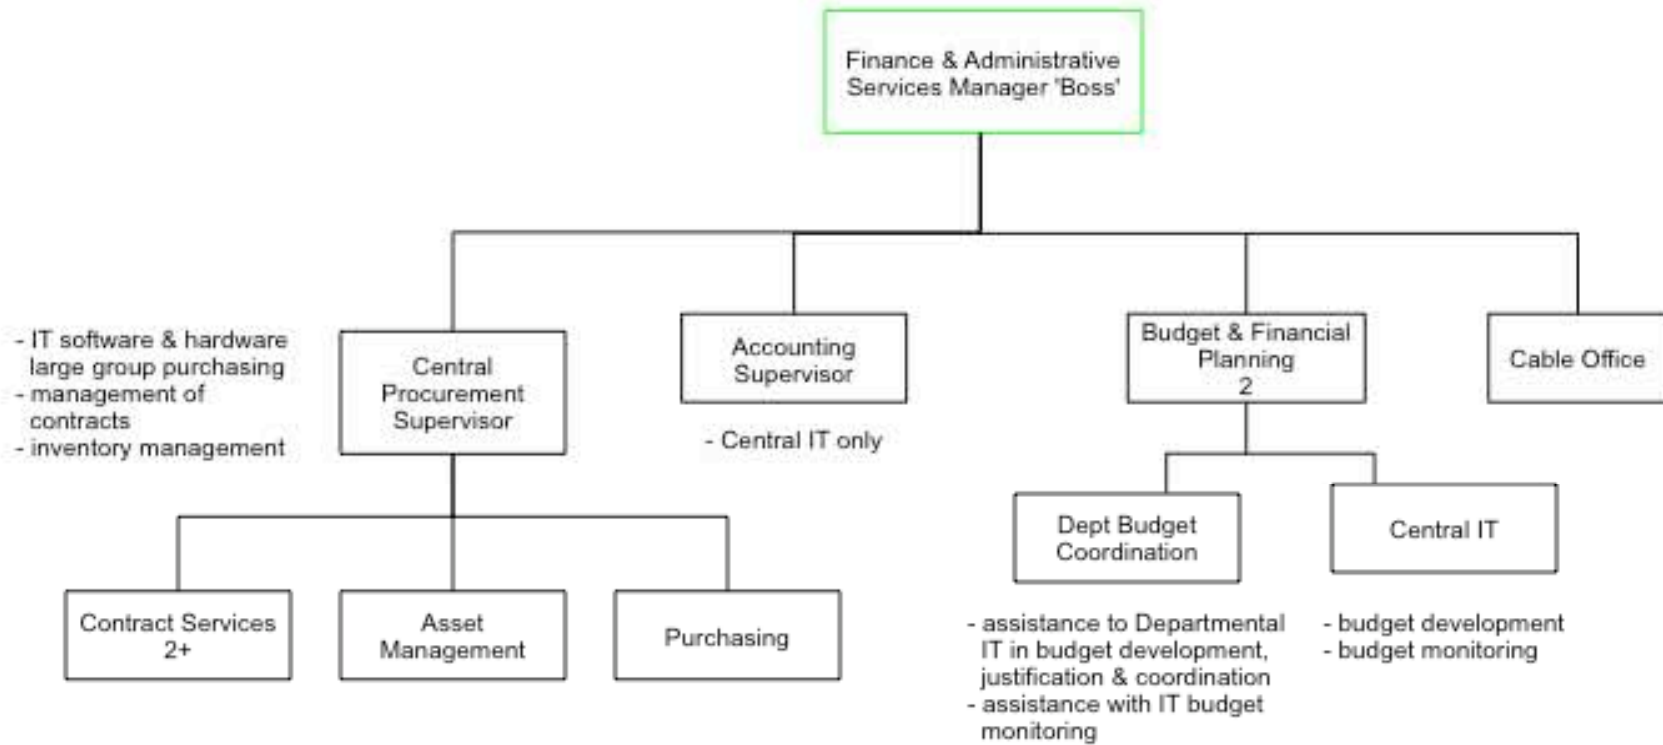 Finance & Administrative
Services Manager 'Boss'
- IT software & hardware
large group purchasing
- management of
contracts
- inventory management
Central
Procurement
Supervisor
Accounting
Supervisor
- Central IT only
Budget & Financial
Planning
2
Cable Office
Contract Services
2+
Asset
Management
Purchasing
Dept Budget
Coordination
- assistance to Departmental
IT in budget development,
justification & coordination
- assistance with IT budget
monitoring
Central IT
- budget development
- budget monitoring